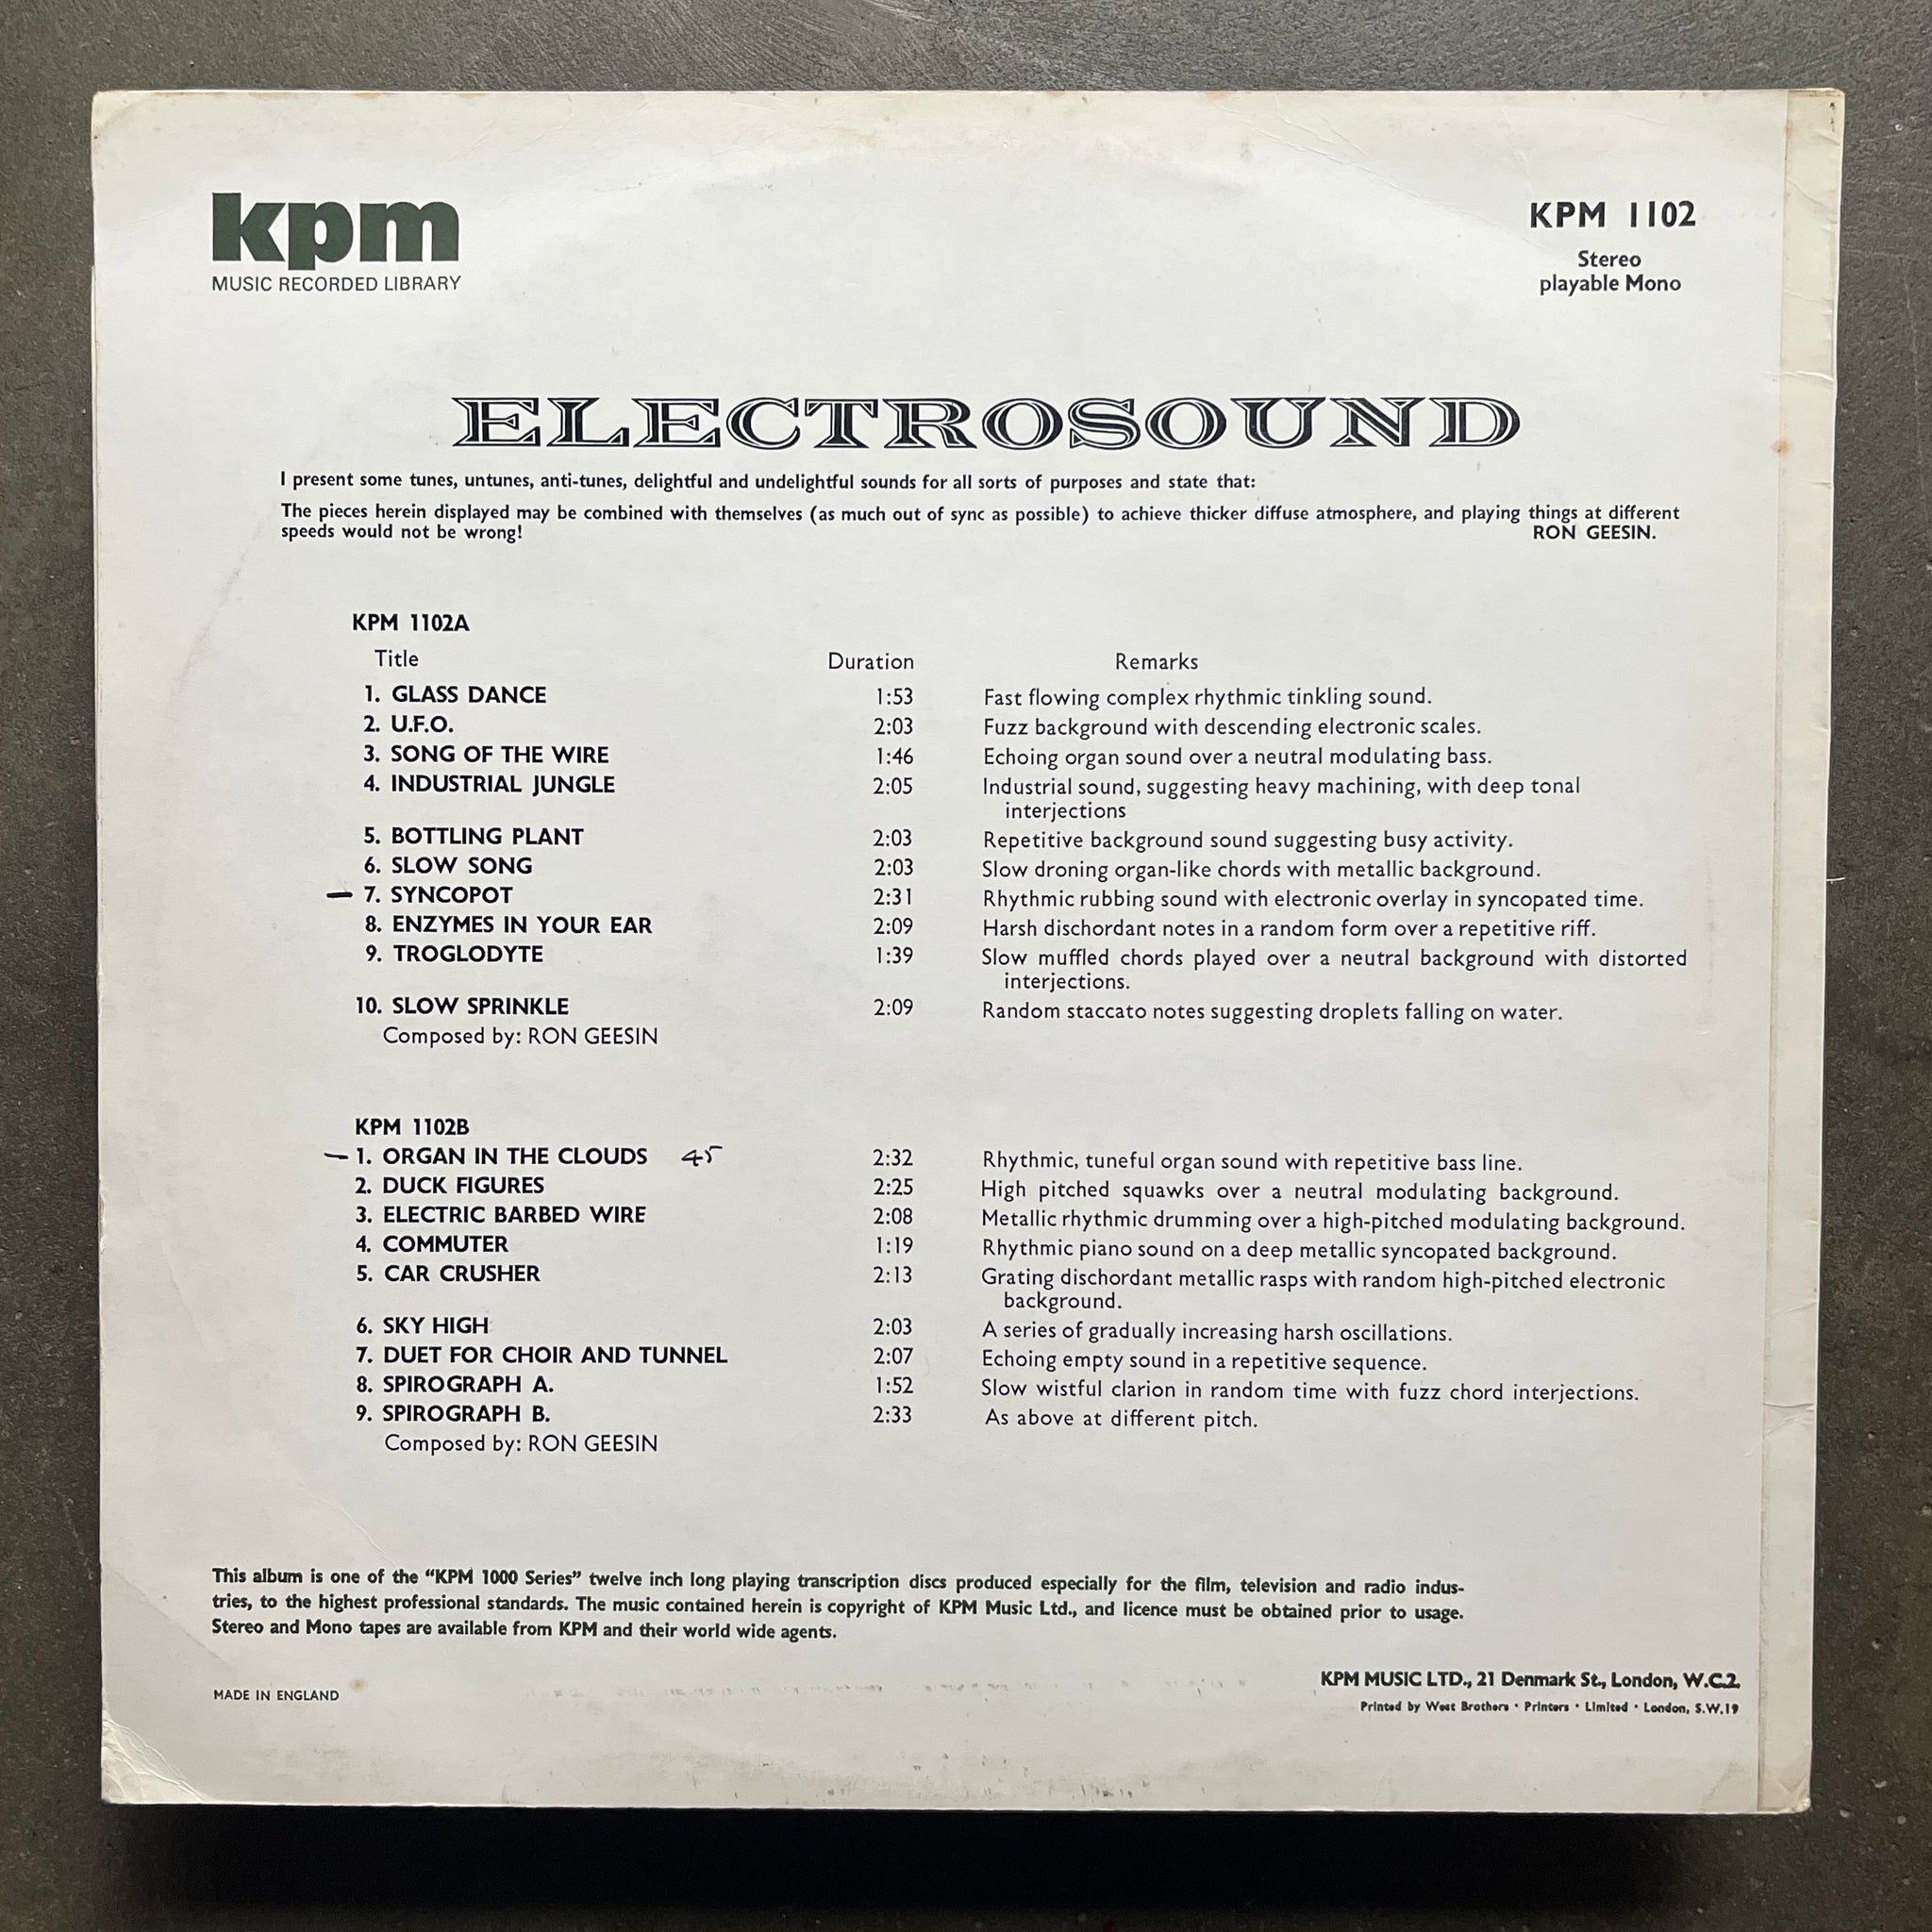 kpm
MUSIC RECORDED LIBRARY
KPM 1102
Stereo
playable Mono
ELECTROSOUND
I present some tunes, untunes, anti-tunes, delightful and undelightful sounds for all sorts of purposes and state that:
The pieces herein displayed may be combined with themselves (as much out of sync as possible) to achieve thicker diffuse atmosphere, and playing things at different
speeds would not be wrong! RON GEESIN.
KPM 1102A
Title Duration Remarks
1. GLASS DANCE 1:53 Fast flowing complex rhythmic tinkling sound.
2. U.F.O. 2:03 Fuzz background with descending electronic scales.
3. SONG OF THE WIRE 1:46 Echoing organ sound over a neutral modulating bass.
4. INDUSTRIAL JUNGLE 2:05 Industrial sound, suggesting heavy machining, with deep tonal
interjections
5. BOTTLING PLANT 2:03 Repetitive background sound suggesting busy activity.
6. SLOW SONG 2:03 Slow droning organ-like chords with metallic background.
— 7. SYNCOPOT 2:31 Rhythmic rubbing sound with electronic overlay in syncopated time.
8. ENZYMES IN YOUR EAR 2:09 Harsh dischordant notes in a random form over a repetitive riff.
9. TROGLODYTE 1:39 Slow muffled chords played over a neutral background with distorted
interjections.
10. SLOW SPRINKLE 2:09 Random staccato notes suggesting droplets falling on water.
Composed by: RON GEESIN
KPM 1102B
— 1. ORGAN IN THE CLOUDS 45 2:32 Rhythmic, tuneful organ sound with repetitive bass line.
2. DUCK FIGURES 2:25 High pitched squawks over a neutral modulating background.
3. ELECTRIC BARBED WIRE 2:08 Metallic rhythmic drumming over a high-pitched modulating background.
4. COMMUTER 1:19 Rhythmic piano sound on a deep metallic syncopated background.
5. CAR CRUSHER 2:13 Grating dischordant metallic rasps with random high-pitched electronic
background.
6. SKY HIGH 2:03 A series of gradually increasing harsh oscillations.
7. DUET FOR CHOIR AND TUNNEL 2:07 Echoing empty sound in a repetitive sequence.
8. SPIROGRAPH A. 1:52 Slow wistful clarion in random time with fuzz chord interjections.
9. SPIROGRAPH B. 2:33 As above at different pitch.
Composed by: RON GEESIN
This album is one of the “KPM 1000 Series” twelve inch long playing transcription discs produced especially for the film, television and radio indus-
tries, to the highest professional standards. The music contained herein is copyright of KPM Music Ltd., and licence must be obtained prior to usage.
Stereo and Mono tapes are available from KPM and their world wide agents.
KPM MUSIC LTD., 21 Denmark St., London, W.C.2.
MADE IN ENGLAND
Printed by West Brothers · Printers · Limited · London, S.W.19